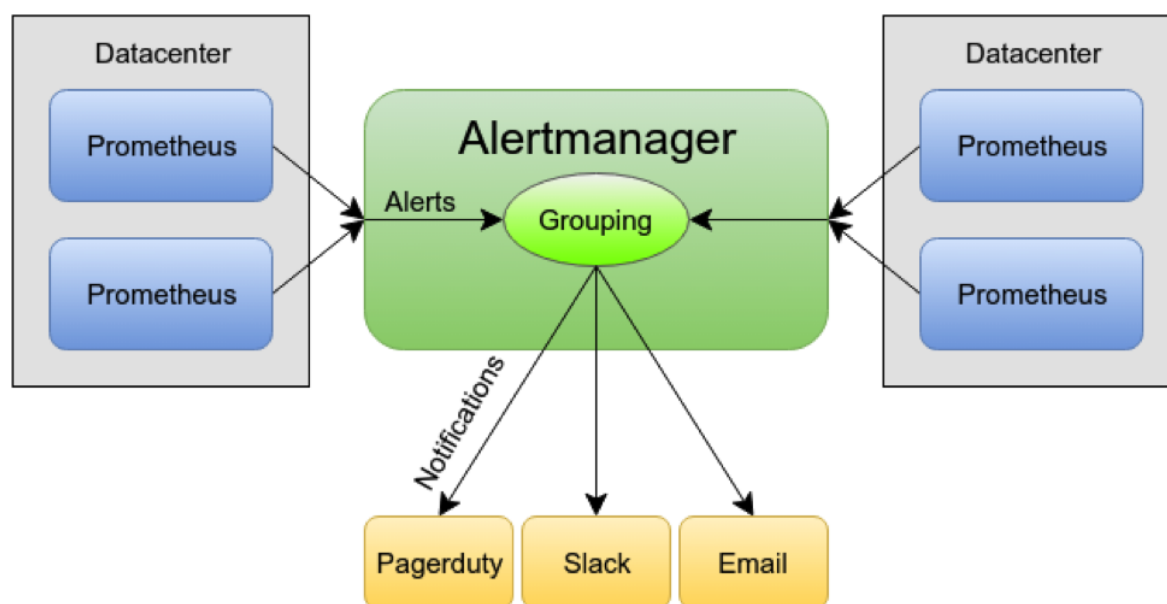 Datacenter
Prometheus
Prometheus
Alertmanager
Alerts
Grouping
Datacenter
Prometheus
Prometheus
Notifications
Pagerduty
Slack
Email